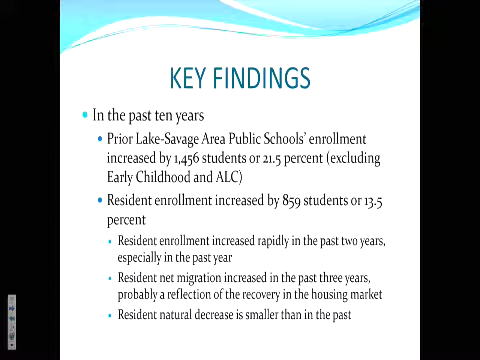 KEY FINDINGS
In the past ten years
Prior Lake-Savage Area Public Schools' enrollment
increased by 1,456 students or 21.5 percent (excluding
Early Childhood and ALC)
Resident enrollment increased by 859 students or 13.5
percent
Resident enrollment increased rapidly in the past two years,
especially in the past year
Resident net migration increased in the past three years,
probably a reflection of the recovery in the housing market
Resident natural decrease is smaller than in the past